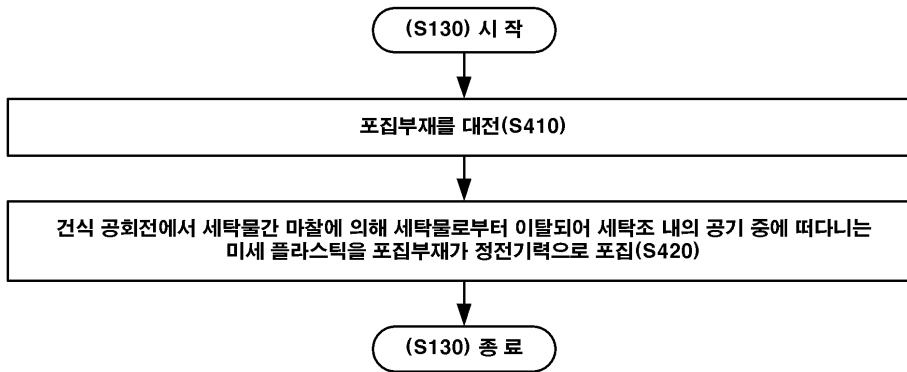 (S130) 시 작
포집부재를 대전(S410)
건식 공회전에서 세탁물간 마찰에 의해 세탁물로부터 이탈되어 세탁조 내의 공기 중에 떠다니는
미세 플라스틱을 포집부재가 정전기력으로 포집(S420)
(S130) 종 료